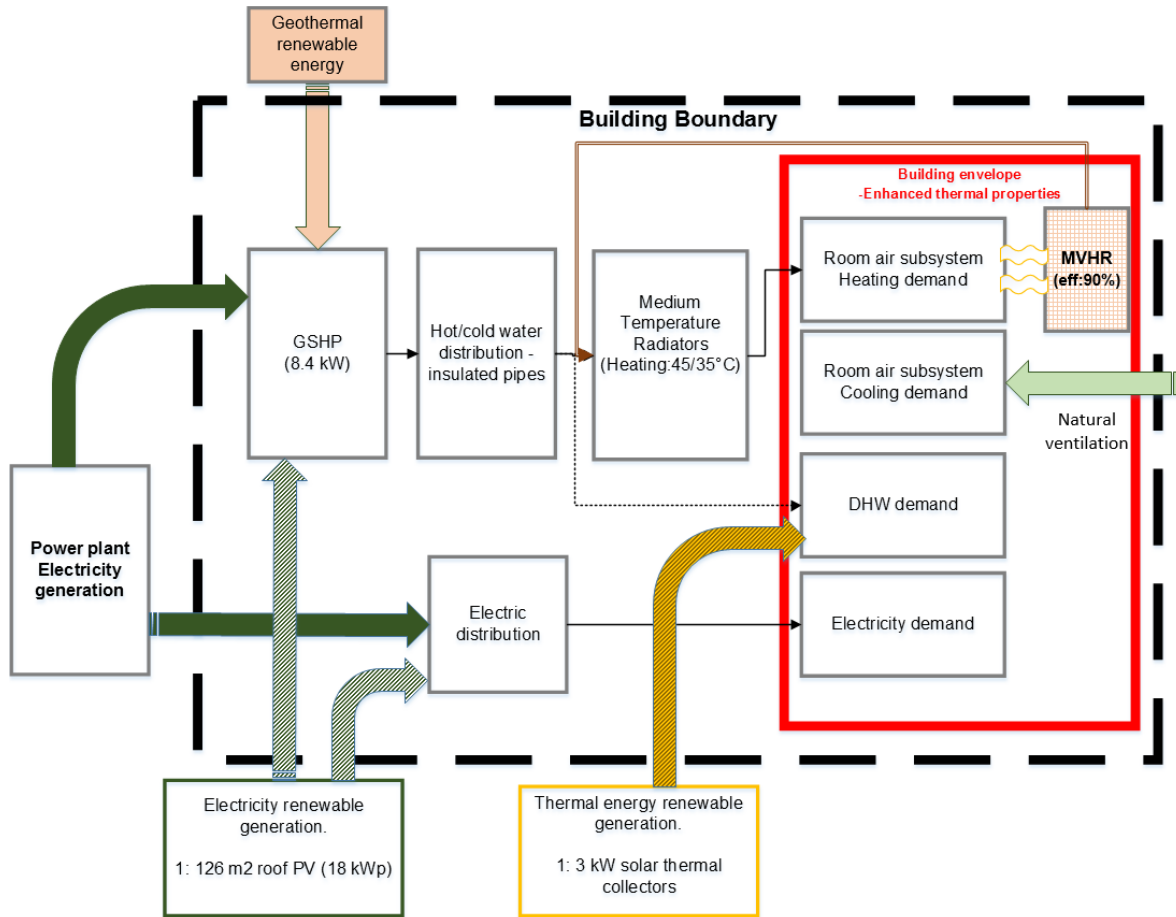 Geothermal
renewable
energy
Building Boundary
Building envelope
-Enhanced thermal properties
GSHP
(8.4 kW)
Hot/cold water
distribution -
insulated pipes
Medium
Temperature
Radiators
(Heating:45/35°C)
Room air subsystem
Heating demand
MVHR
(eff:90%)
Room air subsystem
Cooling demand
Natural
ventilation
DHW demand
Power plant
Electricity
generation
Electric
distribution
Electricity demand
Electricity renewable
generation.
1: 126 m2 roof PV (18 kWp)
Thermal energy renewable
generation.
1: 3 kW solar thermal
collectors